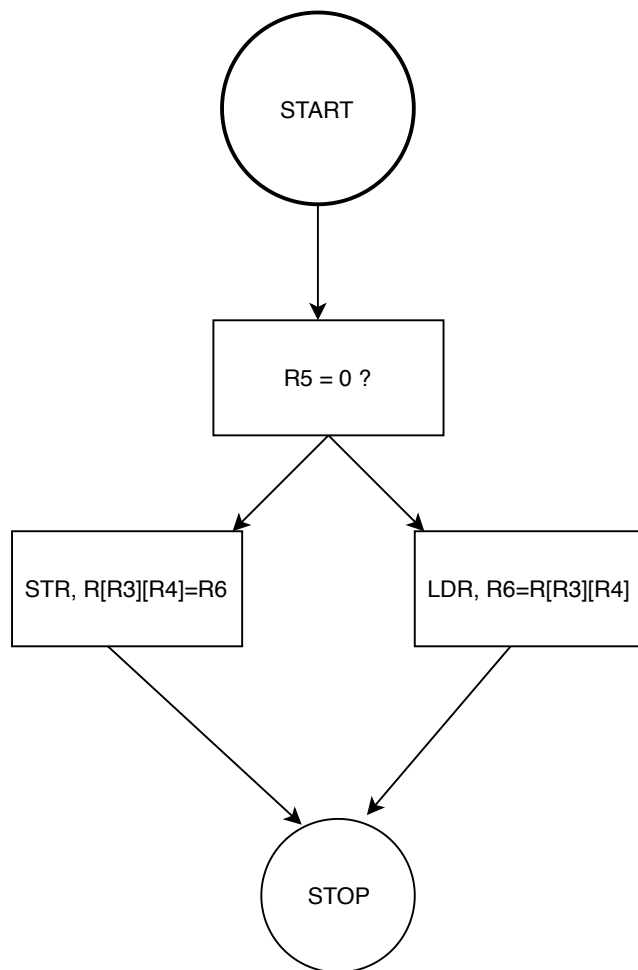 START
R5 = 0 ?
STR, R[R3][R4]=R6
LDR, R6=R[R3][R4]
STOP